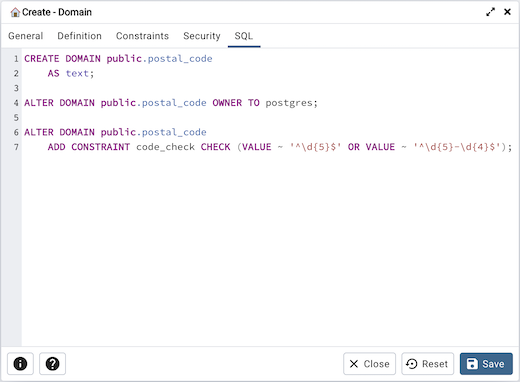 Create - Domain
General Definition Constraints Security SQL
1 CREATE DOMAIN public.postal_code
2 AS text;
3
4 ALTER DOMAIN public.postal_code OWNER TO postgres;
5
6 ALTER DOMAIN public.postal_code
7 ADD CONSTRAINT code_check CHECK (VALUE ~ '^\d{5}$' OR VALUE ~ '^\d{5}-\d{4}$');
Close Reset Save